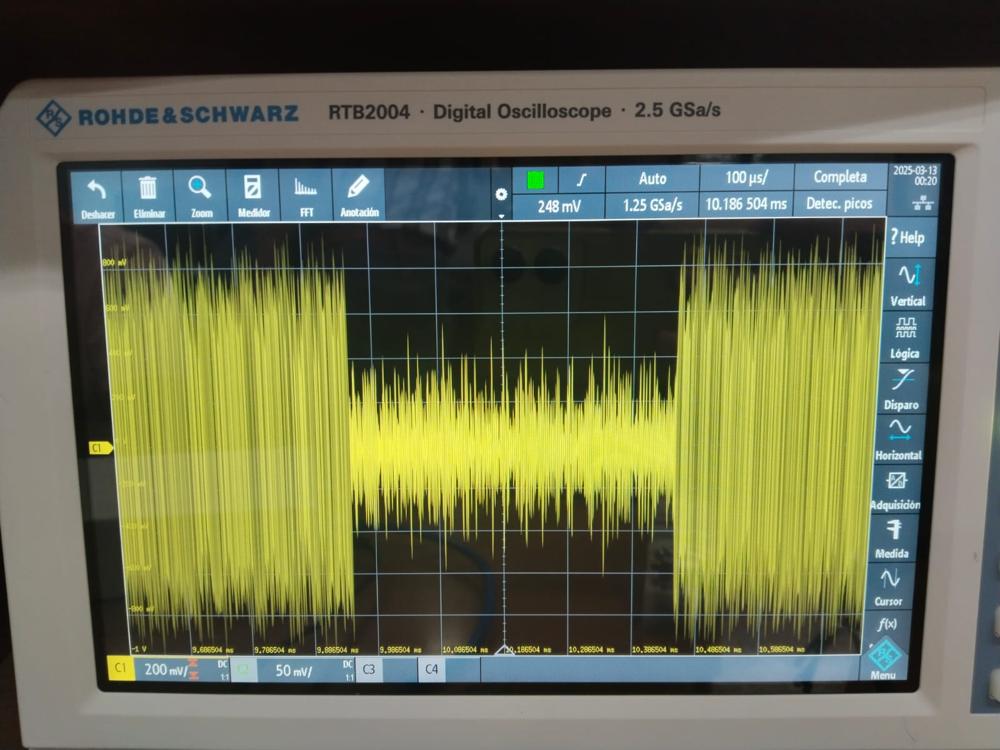 ROHDE&SCHWARZ RTB2004 · Digital Oscilloscope · 2.5 GSa/s
Deshacer Eliminar Zoom Medidor FFT Anotación
Auto 100 µs/ Completa
248 mV 1.25 GSa/s 10.186 504 ms Detec. picos
2025-03-13
00:20
? Help
Vertical
Lógica
Disparo
Horizontal
Adquisición
Medida
Cursor
f(x)
Menu
800 mV
600 mV
400 mV
200 mV
C1
-200 mV
-400 mV
-600 mV
-800 mV
-1 V 9.686504 ms 9.786504 ms 9.886504 ms 9.986504 ms 10.086504 ms 10.186504 ms 10.286504 ms 10.386504 ms 10.486504 ms 10.586504 ms
C1 200 mV/ DC 1:1 C2 50 mV/ DC 1:1 C3 C4